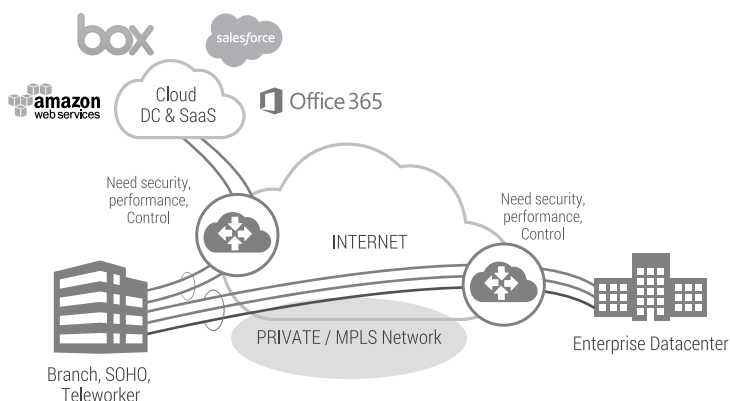 box
salesforce
amazon
web services
Cloud
DC & SaaS
Office 365
Need security,
performance,
Control
Need security,
performance,
Control
INTERNET
PRIVATE / MPLS Network
Enterprise Datacenter
Branch, SOHO,
Teleworker